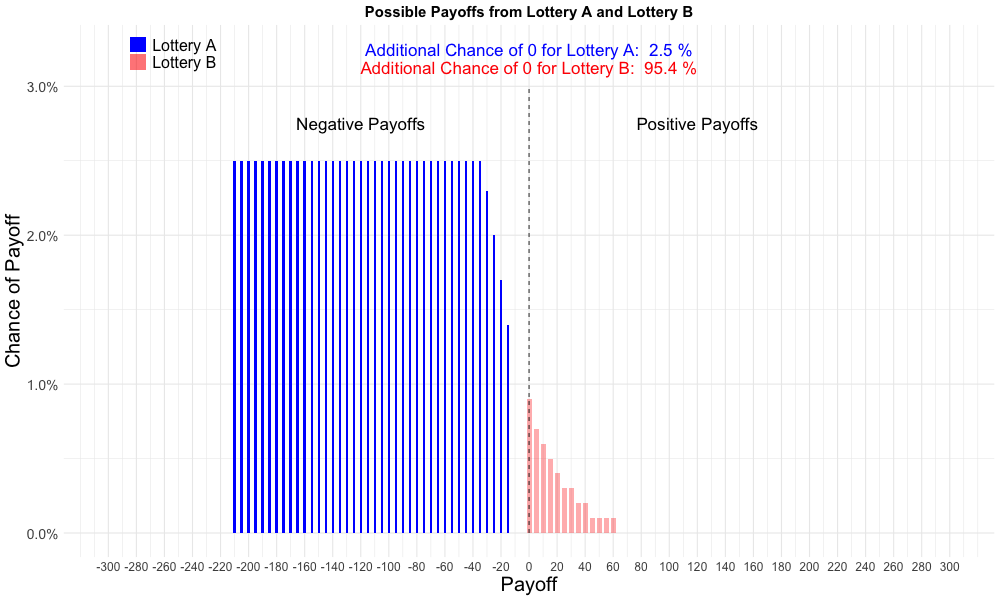 Possible Payoffs from Lottery A and Lottery B
Lottery A
Lottery B
Additional Chance of 0 for Lottery A:  2.5 %
Additional Chance of 0 for Lottery B:  95.4 %
Negative Payoffs
Positive Payoffs
Chance of Payoff
3.0%
2.0%
1.0%
0.0%
-300 -280 -260 -240 -220 -200 -180 -160 -140 -120 -100 -80 -60 -40 -20 0 20 40 60 80 100 120 140 160 180 200 220 240 260 280 300
Payoff